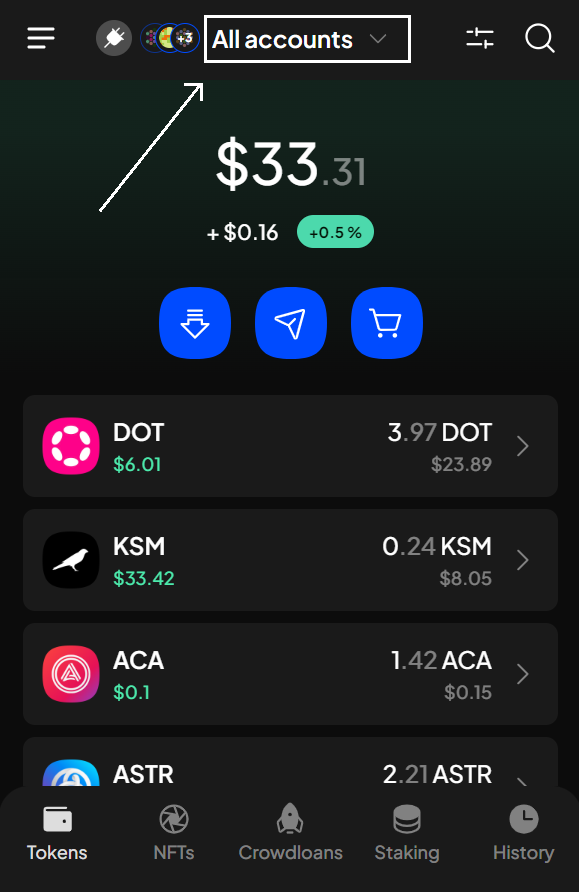 +3 All accounts
$33.31
+ $0.16 +0.5 %
DOT 3.97 DOT
$6.01 $23.89
KSM 0.24 KSM
$33.42 $8.05
ACA 1.42 ACA
$0.1 $0.15
ASTR 2.21 ASTR
Tokens NFTs Crowdloans Staking History